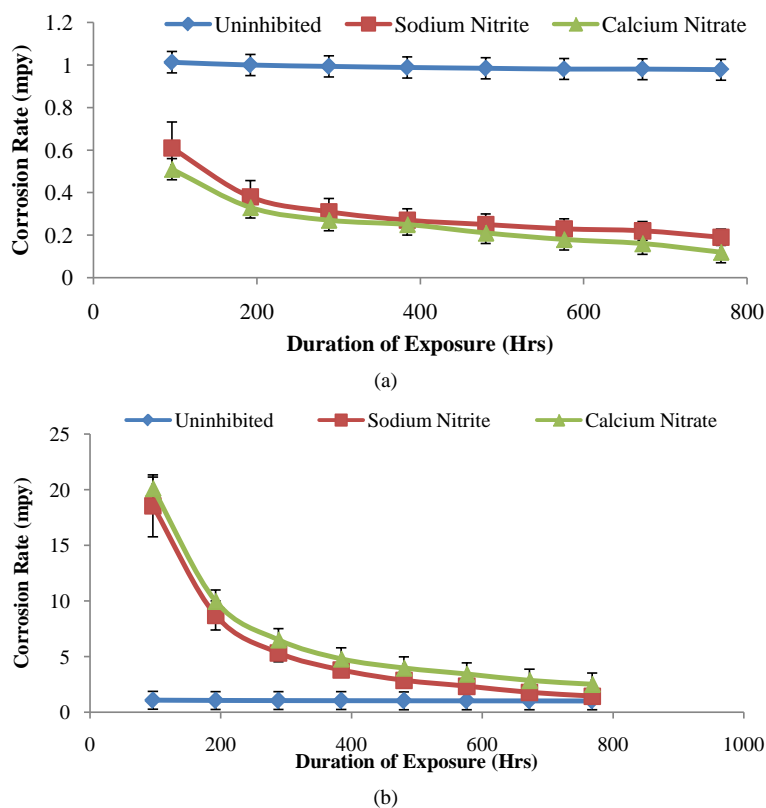 Uninhibited Sodium Nitrite Calcium Nitrate
Corrosion Rate (mpy)
1.2
1
0.8
0.6
0.4
0.2
0
0 200 400 600 800
Duration of Exposure (Hrs)
(a)
Uninhibited Sodium Nitrite Calcium Nitrate
Corrosion Rate (mpy)
25
20
15
10
5
0
0 200 400 600 800 1000
Duration of Exposure (Hrs)
(b)